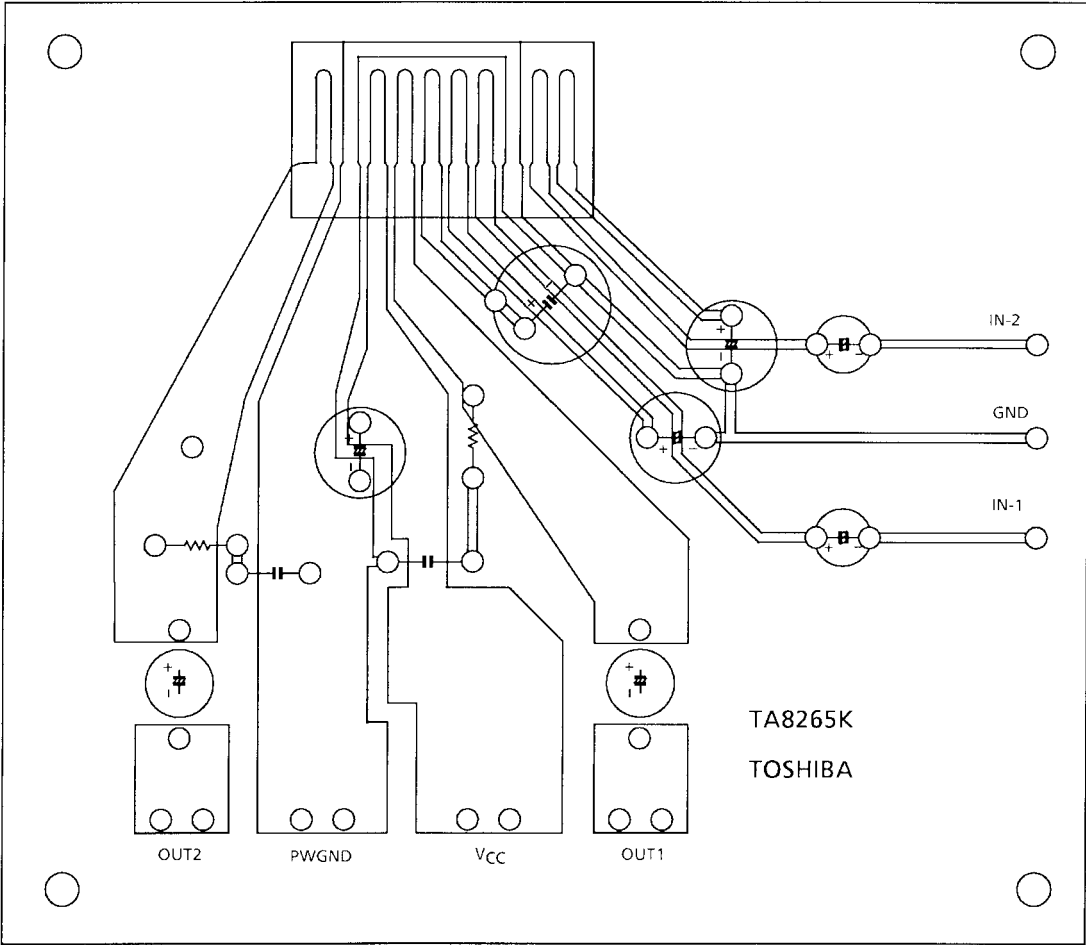 IN-2
GND
IN-1
TA8265K
TOSHIBA
OUT2
PWGND
VCC
OUT1